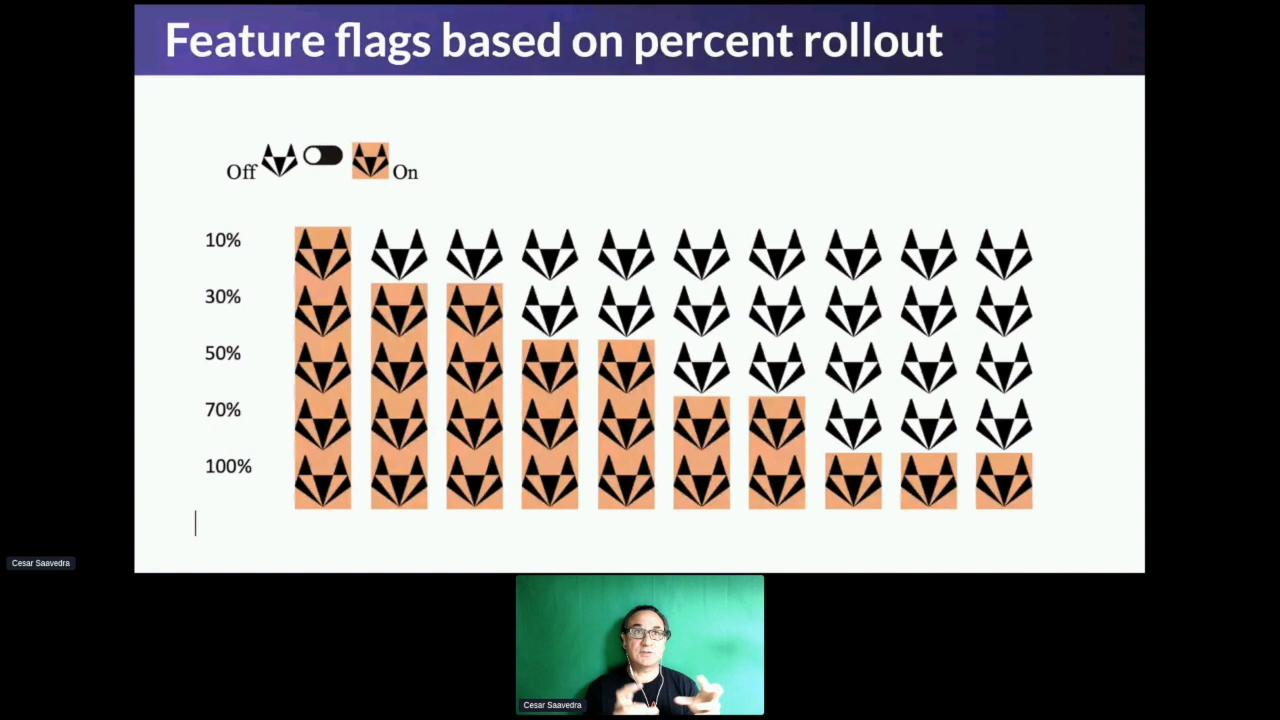 Feature flags based on percent rollout
Off On
10%
30%
50%
70%
100%
Cesar Saavedra
Cesar Saavedra